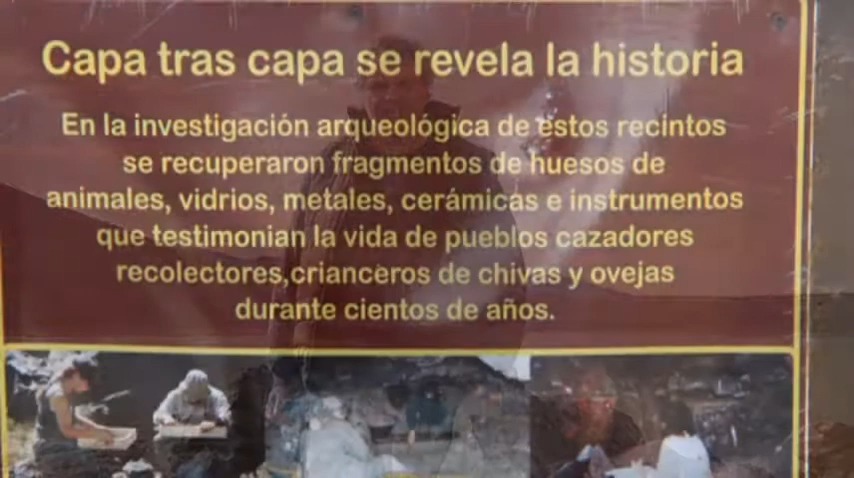 Capa tras capa se revela la historia
En la investigación arqueológica de estos recintos
se recuperaron fragmentos de huesos de
animales, vidrios, metales, cerámicas e instrumentos
que testimonian la vida de pueblos cazadores
recolectores,crianceros de chivas y ovejas
durante cientos de años.